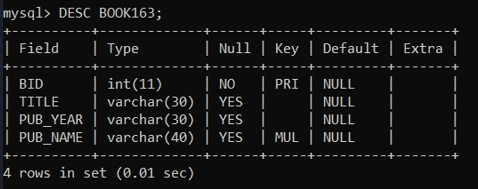 mysql> DESC BOOK163;
+----------+-------------+------+-----+---------+-------+
| Field    | Type        | Null | Key | Default | Extra |
+----------+-------------+------+-----+---------+-------+
| BID      | int(11)     | NO   | PRI | NULL    |       |
| TITLE    | varchar(30) | YES  |     | NULL    |       |
| PUB_YEAR | varchar(30) | YES  |     | NULL    |       |
| PUB_NAME | varchar(40) | YES  | MUL | NULL    |       |
+----------+-------------+------+-----+---------+-------+
4 rows in set (0.01 sec)